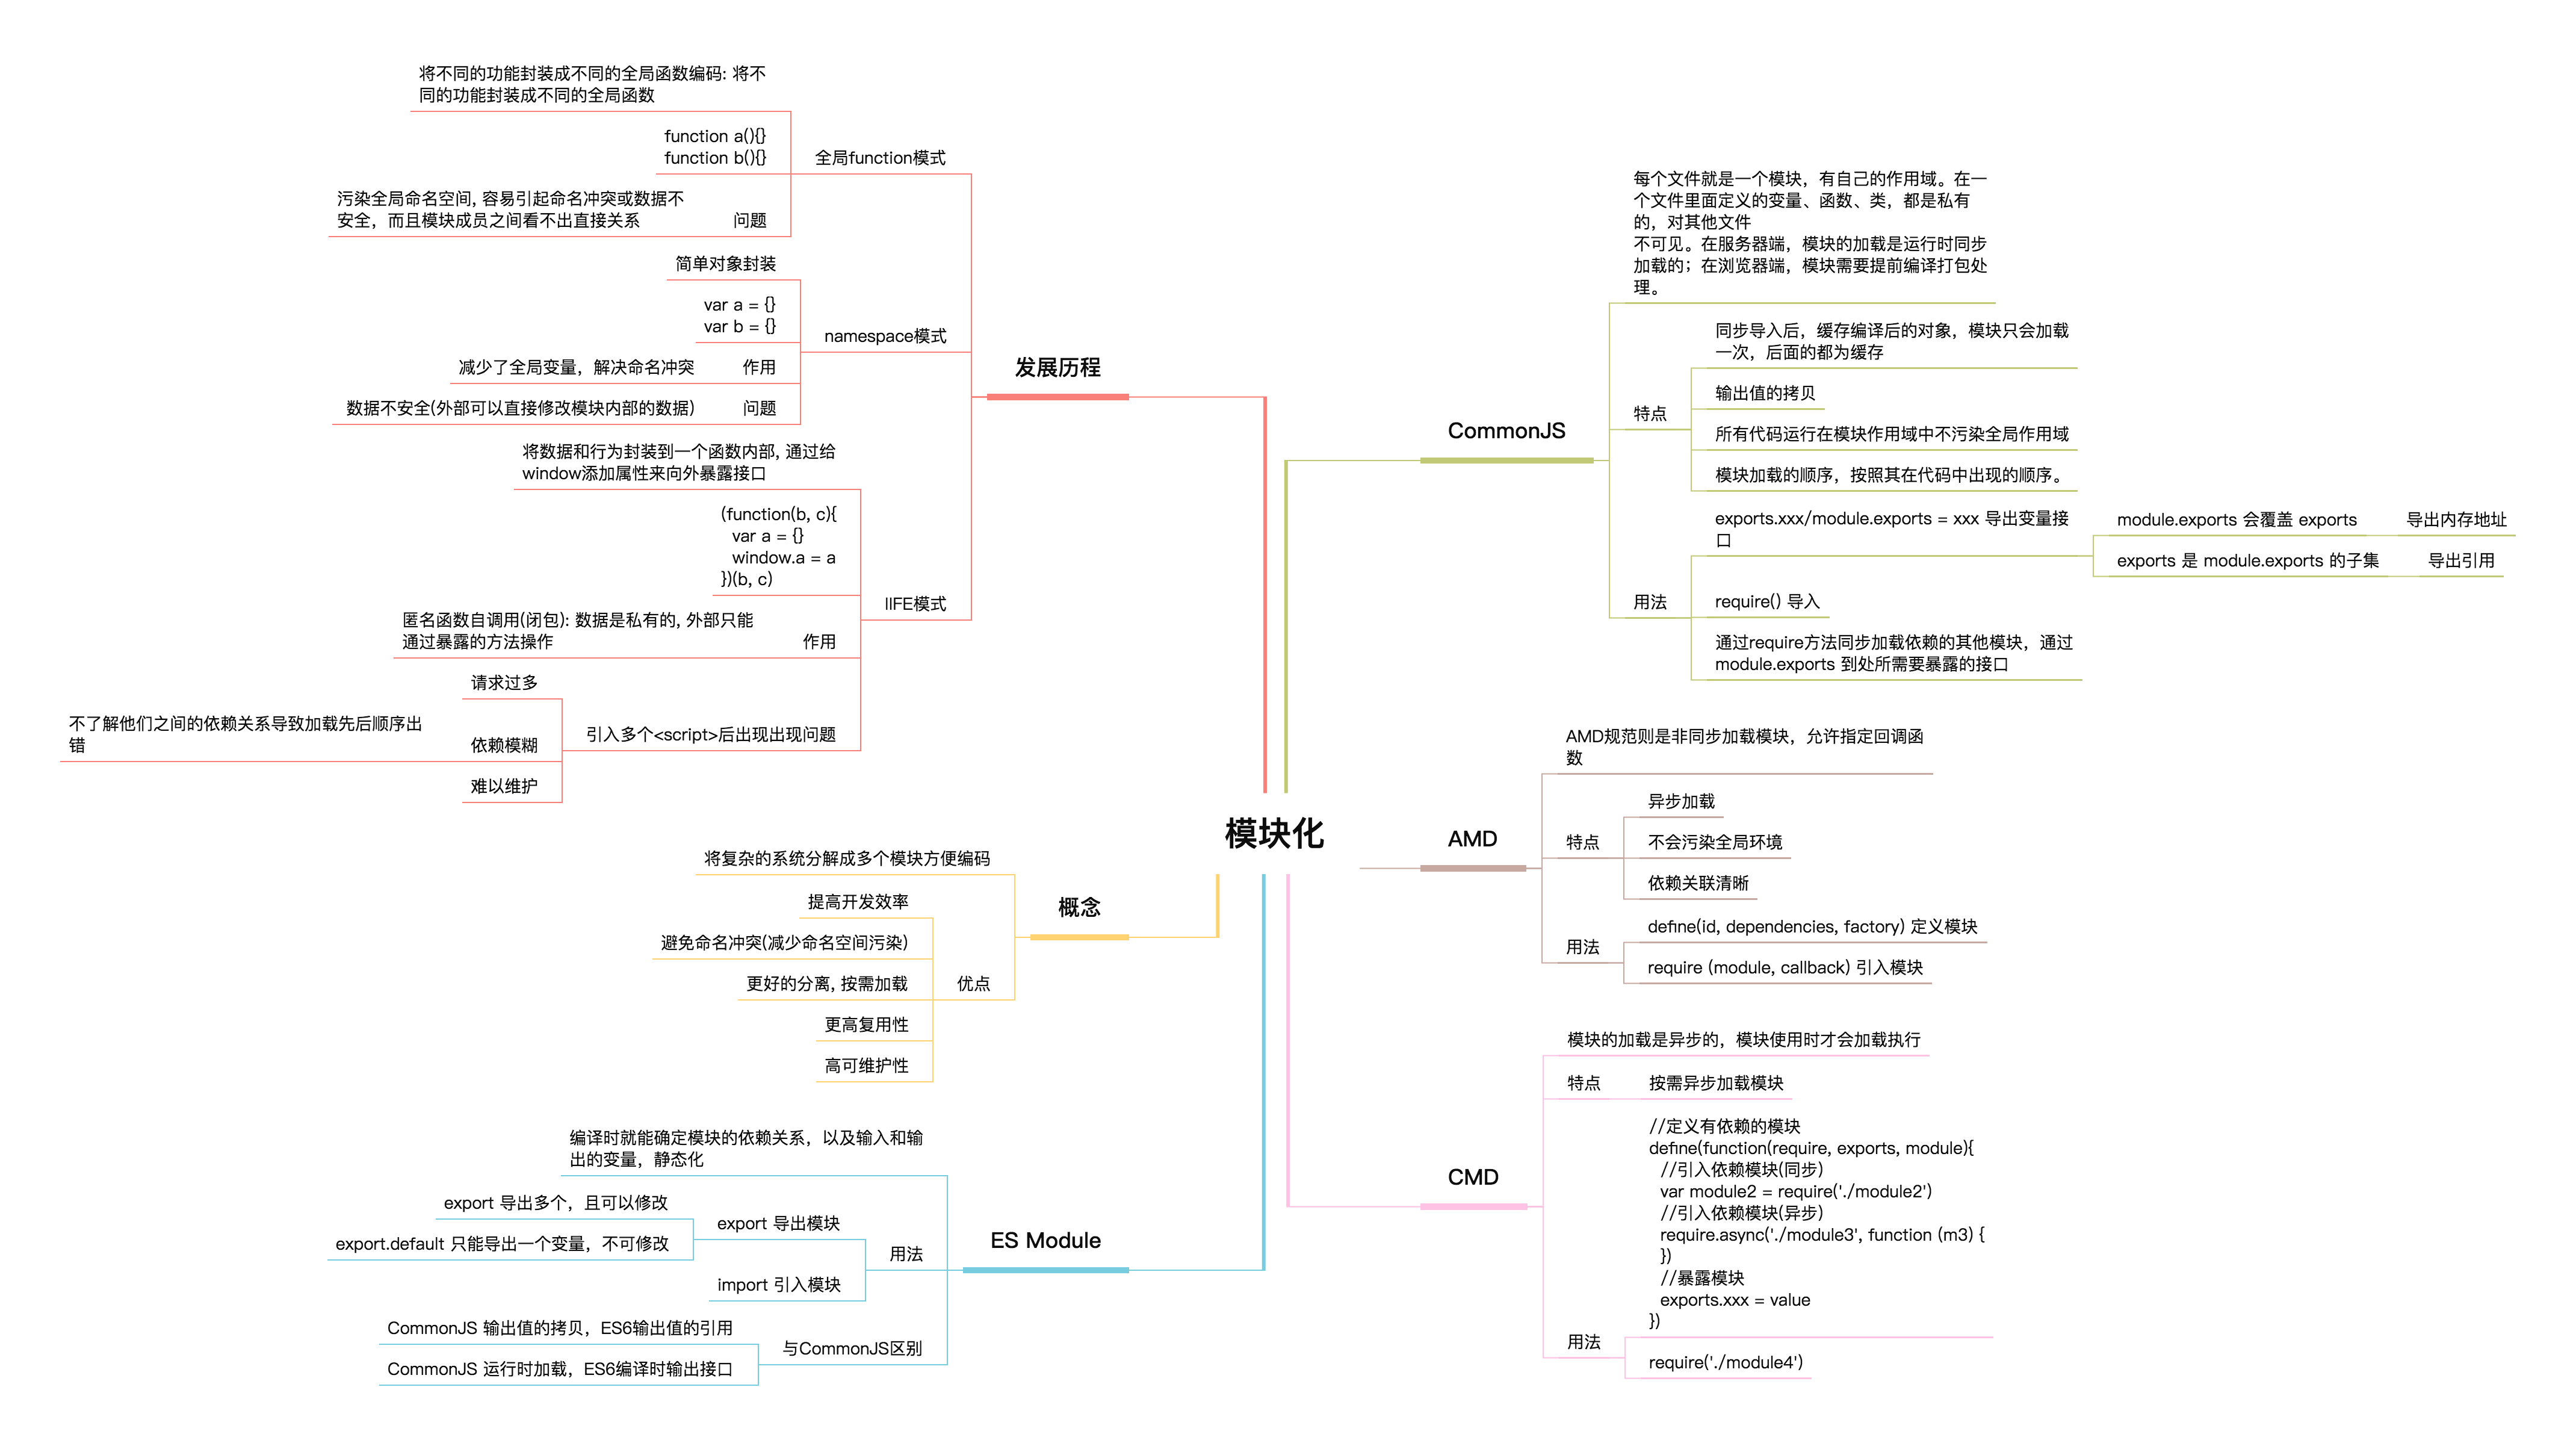 模块化
发展历程
全局function模式
将不同的功能封装成不同的全局函数编码: 将不
同的功能封装成不同的全局函数
function a(){}
function b(){}
问题
污染全局命名空间, 容易引起命名冲突或数据不
安全，而且模块成员之间看不出直接关系
namespace模式
简单对象封装
var a = {}
var b = {}
作用
减少了全局变量，解决命名冲突
问题
数据不安全(外部可以直接修改模块内部的数据)
IIFE模式
将数据和行为封装到一个函数内部, 通过给
window添加属性来向外暴露接口
(function(b, c){
var a = {}
window.a = a
})(b, c)
作用
匿名函数自调用(闭包): 数据是私有的, 外部只能
通过暴露的方法操作
引入多个<script>后出现出现问题
请求过多
依赖模糊
不了解他们之间的依赖关系导致加载先后顺序出
错
难以维护
概念
将复杂的系统分解成多个模块方便编码
优点
提高开发效率
避免命名冲突(减少命名空间污染)
更好的分离, 按需加载
更高复用性
高可维护性
ES Module
编译时就能确定模块的依赖关系，以及输入和输
出的变量，静态化
用法
export 导出模块
export 导出多个，且可以修改
export.default 只能导出一个变量，不可修改
import 引入模块
与CommonJS区别
CommonJS 输出值的拷贝，ES6输出值的引用
CommonJS 运行时加载，ES6编译时输出接口
CommonJS
每个文件就是一个模块，有自己的作用域。在一
个文件里面定义的变量、函数、类，都是私有
的，对其他文件
不可见。在服务器端，模块的加载是运行时同步
加载的；在浏览器端，模块需要提前编译打包处
理。
特点
同步导入后，缓存编译后的对象，模块只会加载
一次，后面的都为缓存
输出值的拷贝
所有代码运行在模块作用域中不污染全局作用域
模块加载的顺序，按照其在代码中出现的顺序。
用法
exports.xxx/module.exports = xxx 导出变量接
口
module.exports 会覆盖 exports
导出内存地址
exports 是 module.exports 的子集
导出引用
require() 导入
通过require方法同步加载依赖的其他模块，通过
module.exports 到处所需要暴露的接口
AMD
AMD规范则是非同步加载模块，允许指定回调函
数
特点
异步加载
不会污染全局环境
依赖关联清晰
用法
define(id, dependencies, factory) 定义模块
require (module, callback) 引入模块
CMD
模块的加载是异步的，模块使用时才会加载执行
特点
按需异步加载模块
用法
//定义有依赖的模块
define(function(require, exports, module){
//引入依赖模块(同步)
var module2 = require('./module2')
//引入依赖模块(异步)
require.async('./module3', function (m3) {
})
//暴露模块
exports.xxx = value
})
require('./module4')